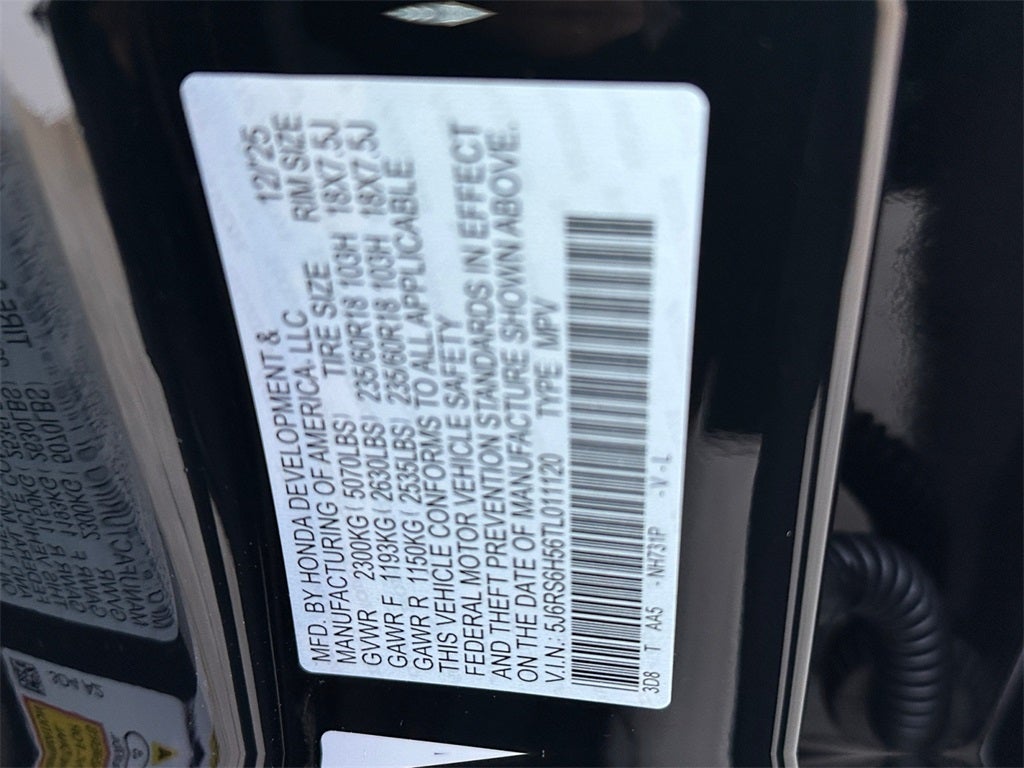 MFD. BY HONDA DEVELOPMENT &
MANUFACTURING OF AMERICA. LLC 12/25
TIRE SIZE RIM SIZE
GVWR 2300KG ( 5070LBS)
GAWR F 1193KG ( 2630LBS) 235/60R18 103H 18X7.5J
GAWR R 1150KG ( 2535LBS) 235/60R18 103H 18X7.5J
THIS VEHICLE CONFORMS TO ALL APPLICABLE
FEDERAL MOTOR VEHICLE SAFETY
AND THEFT PREVENTION STANDARDS IN EFFECT
ON THE DATE OF MANUFACTURE SHOWN ABOVE.
V.I.N.: 5J6RS6H56TL011120 TYPE MPV
3D8 T AA5 -NH731P -V-L